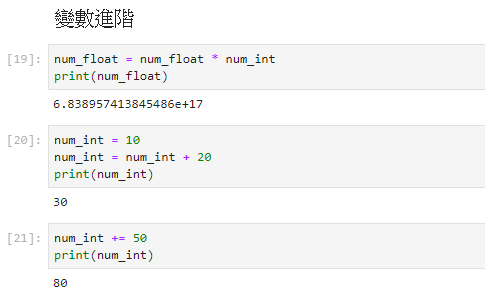 變數進階
[19]: num_float = num_float * num_int
print(num_float)
6.838957413845486e+17
[20]: num_int = 10
num_int = num_int + 20
print(num_int)
30
[21]: num_int += 50
print(num_int)
80